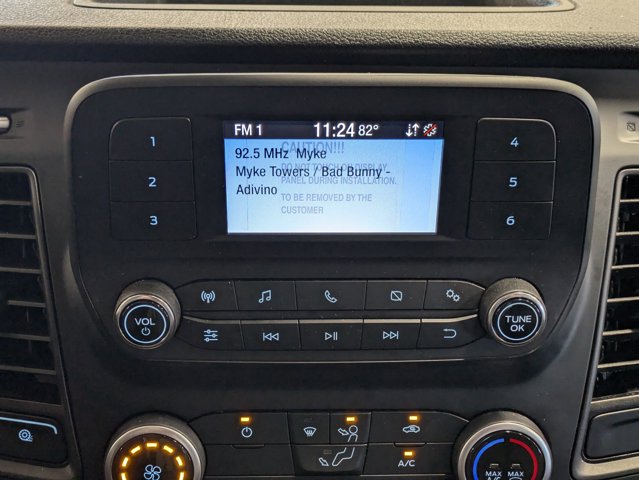 FM 1 11:24 82°
CAUTION!!!
92.5 MHz Myke
DO NOT TOUCH ON DISPLAY
Myke Towers / Bad Bunny -
PANEL DURING INSTALLATION.
Adivino
TO BE REMOVED BY THE
CUSTOMER
1
2
3
4
5
6
VOL
TUNE
OK
A/C
MAX
A/C
MAX